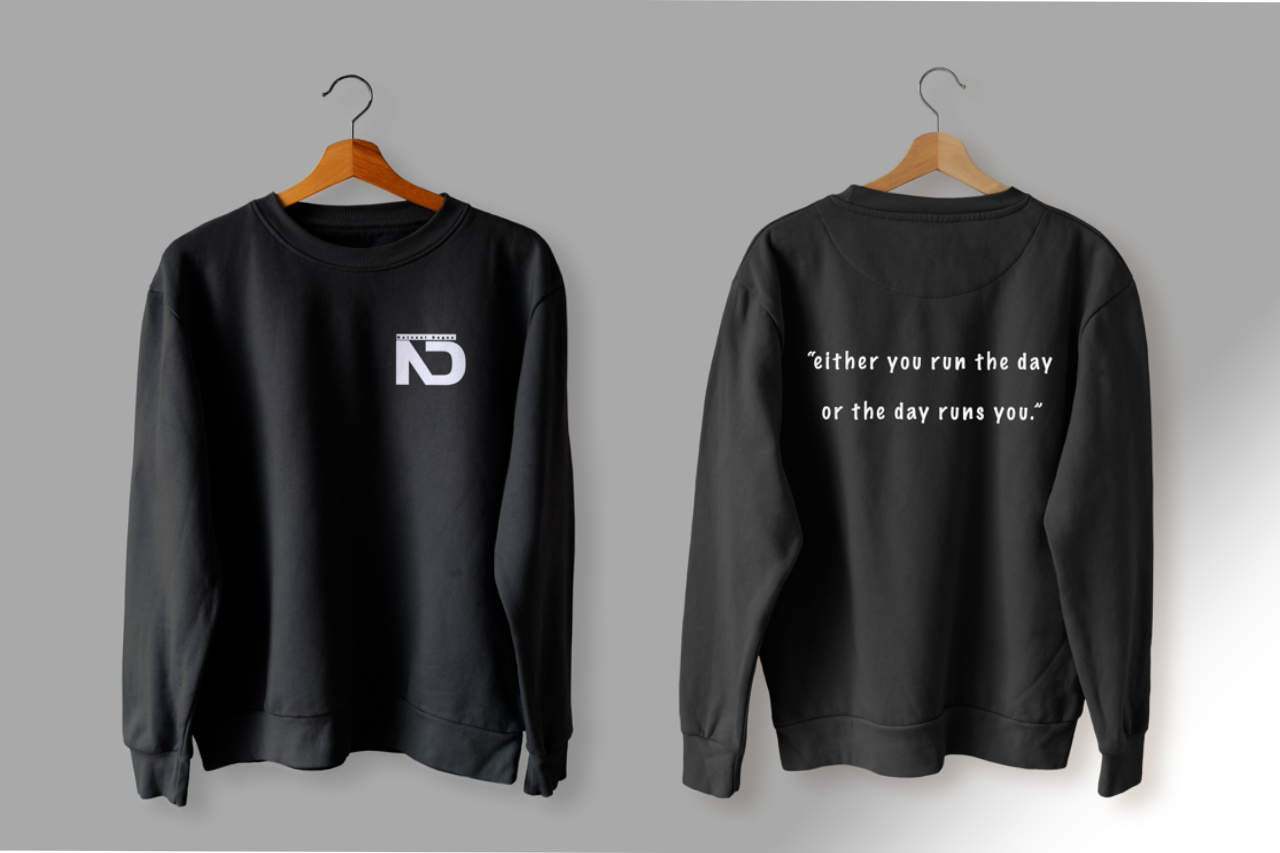 ND
“either you run the day
or the day runs you.”